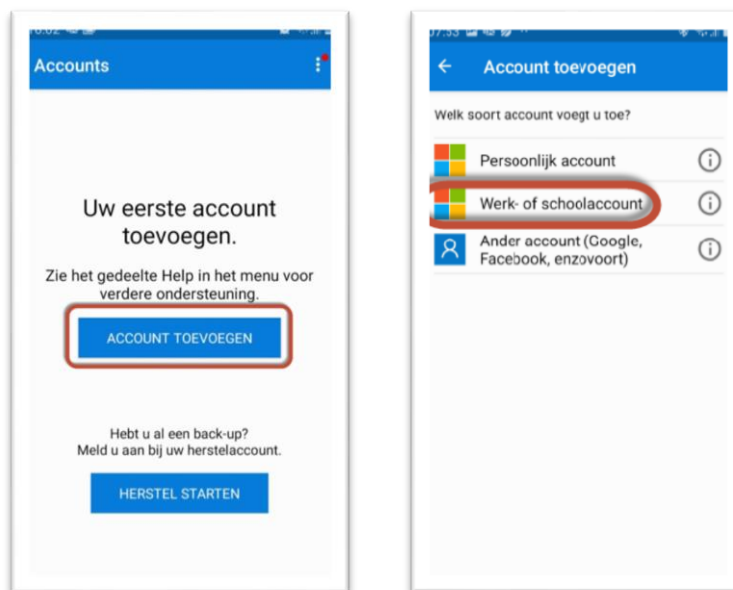 Accounts
Uw eerste account
toevoegen.
Zie het gedeelte Help in het menu voor
verdere ondersteuning.
ACCOUNT TOEVOEGEN
Hebt u al een back-up?
Meld u aan bij uw herstelaccount.
HERSTEL STARTEN
07:53
Account toevoegen
Welk soort account voegt u toe?
Persoonlijk account
Werk- of schoolaccount
Ander account (Google,
Facebook, enzovoort)